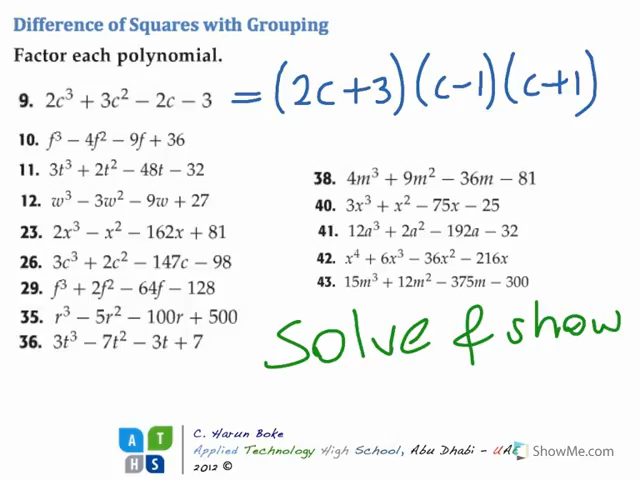 Difference of Squares with Grouping
Factor each polynomial.
9. 2c³ + 3c² − 2c − 3 = (2c+3)(c−1)(c+1)
10. f³ − 4f² − 9f + 36
11. 3t³ + 2t² − 48t − 32
12. w³ − 3w² − 9w + 27
23. 2x³ − x² − 162x + 81
26. 3c³ + 2c² − 147c − 98
29. f³ + 2f² − 64f − 128
35. r³ − 5r² − 100r + 500
36. 3t³ − 7t² − 3t + 7
38. 4m³ + 9m² − 36m − 81
40. 3x³ + x² − 75x − 25
41. 12a³ + 2a² − 192a − 32
42. x⁴ + 6x³ − 36x² − 216x
43. 15m³ + 12m² − 375m − 300
Solve & show
A T
H S
C. Harun Boke
Applied Technology High School, Abu Dhabi - UAE
2012 ©
ShowMe.com